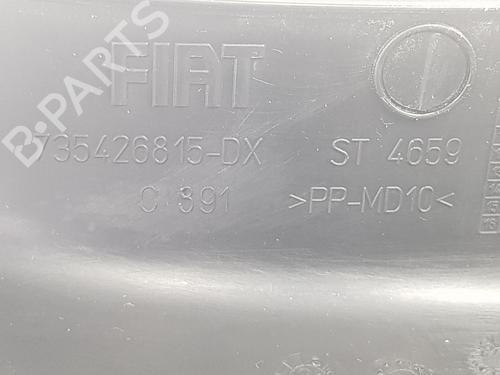 FIAT
735426815-DX ST 4659
C 391 >PP-MD10<
B-PARTS